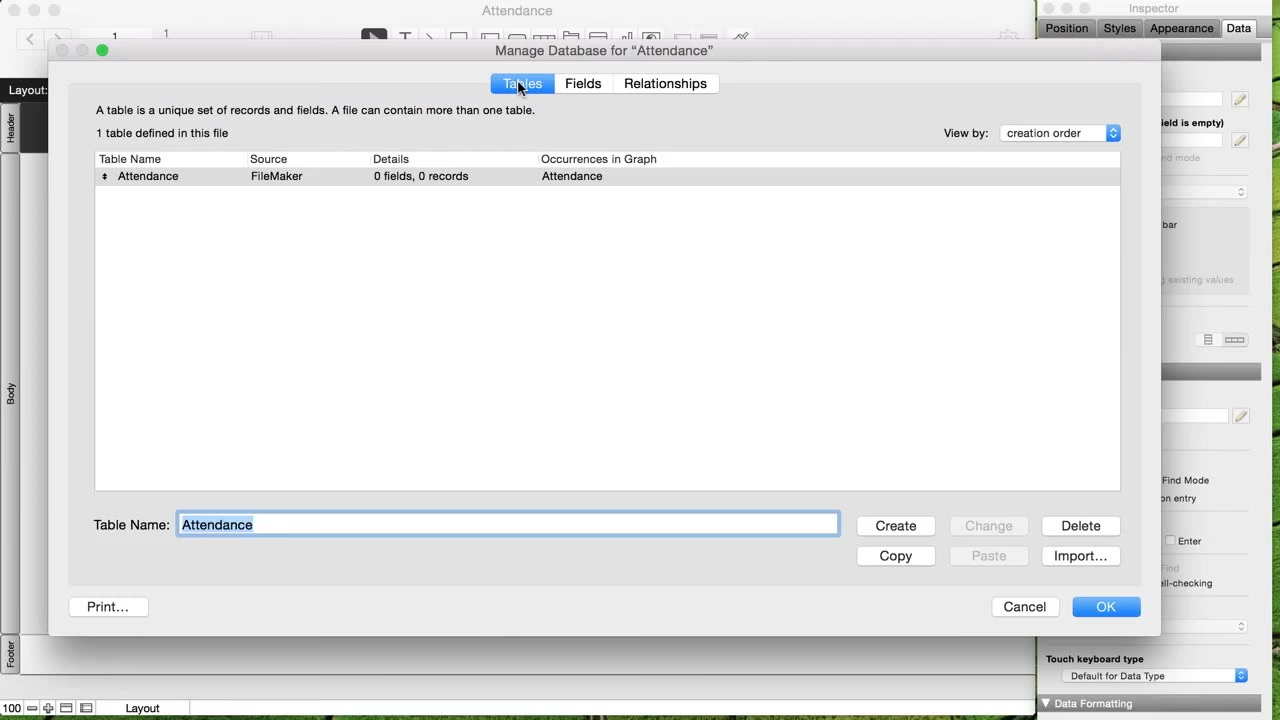 Attendance
Inspector
1
1
Position
Styles
Appearance
Data
Manage Database for “Attendance”
Layout:
Tables
Fields
Relationships
A table is a unique set of records and fields. A file can contain more than one table.
1 table defined in this file
View by:
creation order
Table Name
Source
Details
Occurrences in Graph
Attendance
FileMaker
0 fields, 0 records
Attendance
Table Name:
Attendance
Create
Change
Delete
Copy
Paste
Import...
Print...
Cancel
OK
Header
Body
Footer
ield is empty)
nd mode
bar
g existing values
Find Mode
on entry
Enter
Find
ell-checking
Touch keyboard type
Default for Data Type
Data Formatting
100
Layout